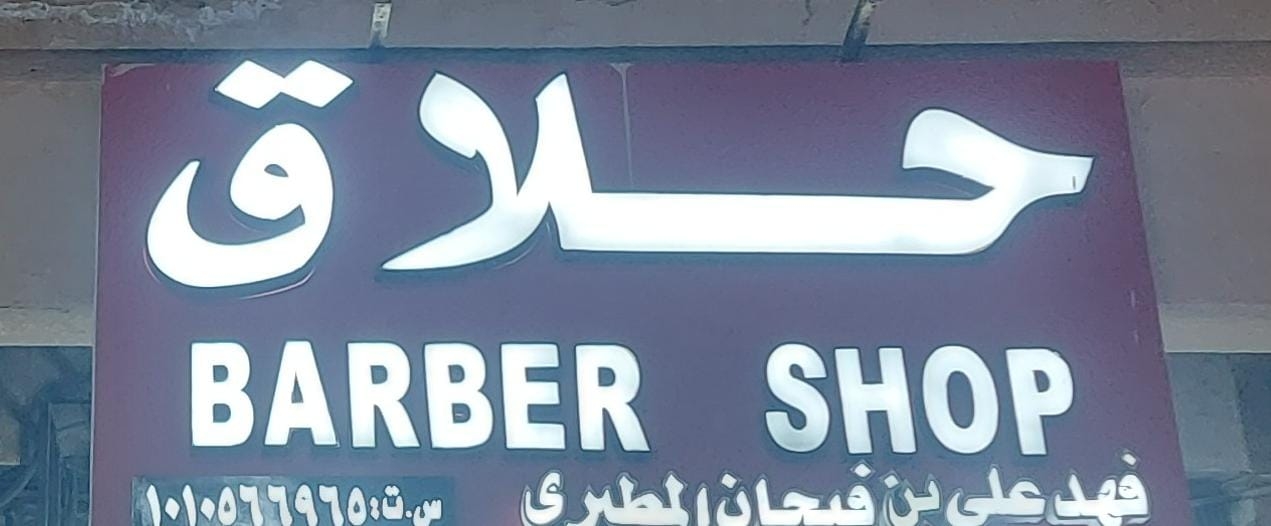 حلاق
BARBER SHOP
فهد علي بن فيحان المطيري
س.ت: ١٠١٠٥٦٦٩٦٥